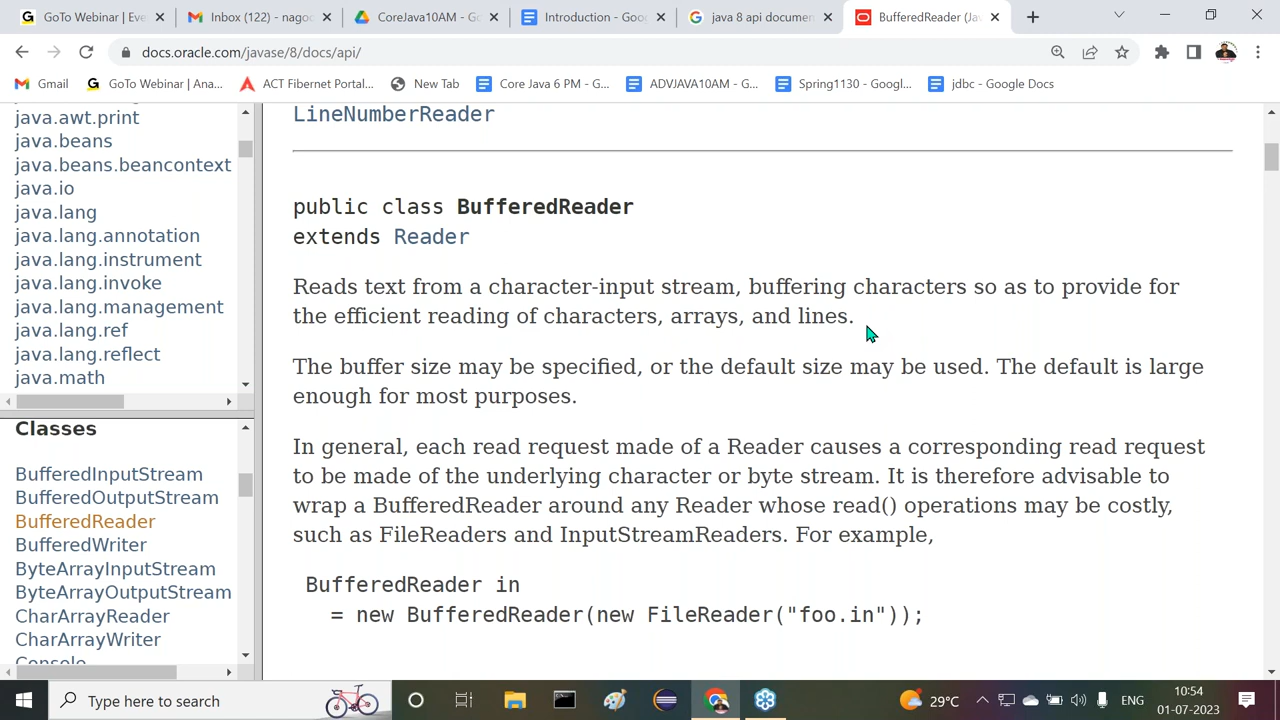 GoTo Webinar | Eve
Inbox (122) - nagoc
CoreJava10AM - Go
Introduction - Goog
java 8 api documen
BufferedReader (Ja
docs.oracle.com/javase/8/docs/api/
Gmail
GoTo Webinar | Ana...
ACT Fibernet Portal...
New Tab
Core Java 6 PM - G...
ADVJAVA10AM - G...
Spring1130 - Googl...
jdbc - Google Docs
java.awt.print
java.beans
java.beans.beancontext
java.io
java.lang
java.lang.annotation
java.lang.instrument
java.lang.invoke
java.lang.management
java.lang.ref
java.lang.reflect
java.math
Classes
BufferedInputStream
BufferedOutputStream
BufferedReader
BufferedWriter
ByteArrayInputStream
ByteArrayOutputStream
CharArrayReader
CharArrayWriter
Console
LineNumberReader
public class BufferedReader
extends Reader
Reads text from a character-input stream, buffering characters so as to provide for
the efficient reading of characters, arrays, and lines.
The buffer size may be specified, or the default size may be used. The default is large
enough for most purposes.
In general, each read request made of a Reader causes a corresponding read request
to be made of the underlying character or byte stream. It is therefore advisable to
wrap a BufferedReader around any Reader whose read() operations may be costly,
such as FileReaders and InputStreamReaders. For example,
BufferedReader in
= new BufferedReader(new FileReader("foo.in"));
Type here to search
29°C
ENG
10:54
01-07-2023